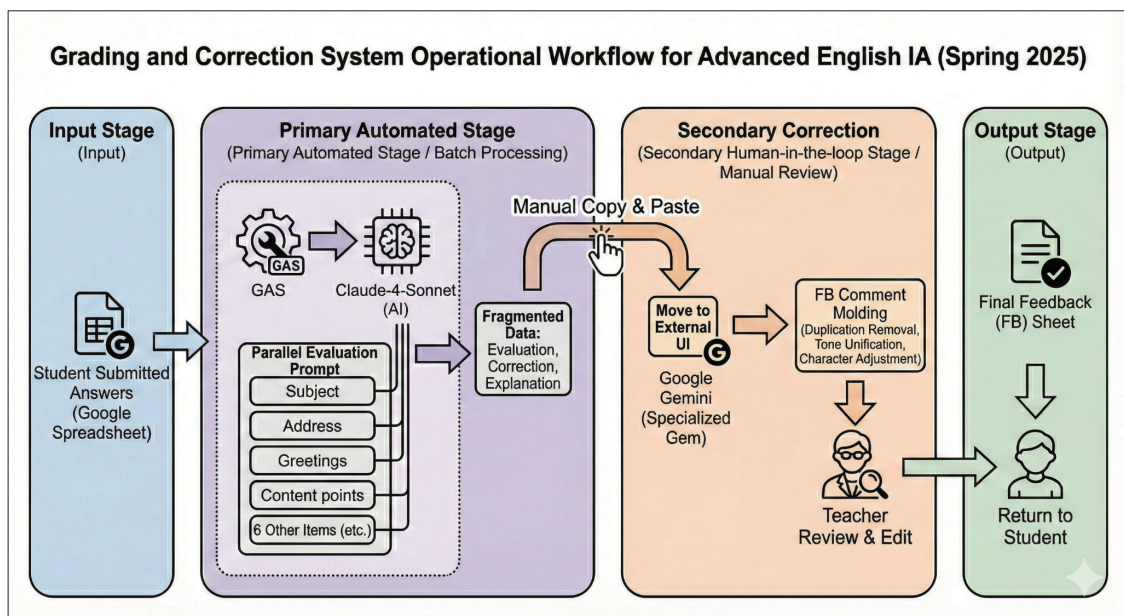 Grading and Correction System Operational Workflow for Advanced English IA (Spring 2025)
Input Stage
(Input)
Student Submitted
Answers
(Google
Spreadsheet)
G
Primary Automated Stage
(Primary Automated Stage / Batch Processing)
GAS
GAS
Claude-4-Sonnet
(AI)
Parallel Evaluation
Prompt
Subject
Address
Greetings
Content points
6 Other Items (etc.)
Fragmented
Data:
Evaluation,
Correction,
Explanation
Manual Copy & Paste
Secondary Correction
(Secondary Human-in-the-loop Stage /
Manual Review)
Move to
External
UI
G
Google
Gemini
(Specialized
Gem)
FB Comment
Molding
(Duplication Removal,
Tone Unification,
Character Adjustment)
Teacher
Review & Edit
Output Stage
(Output)
Final Feedback
(FB) Sheet
Return to
Student